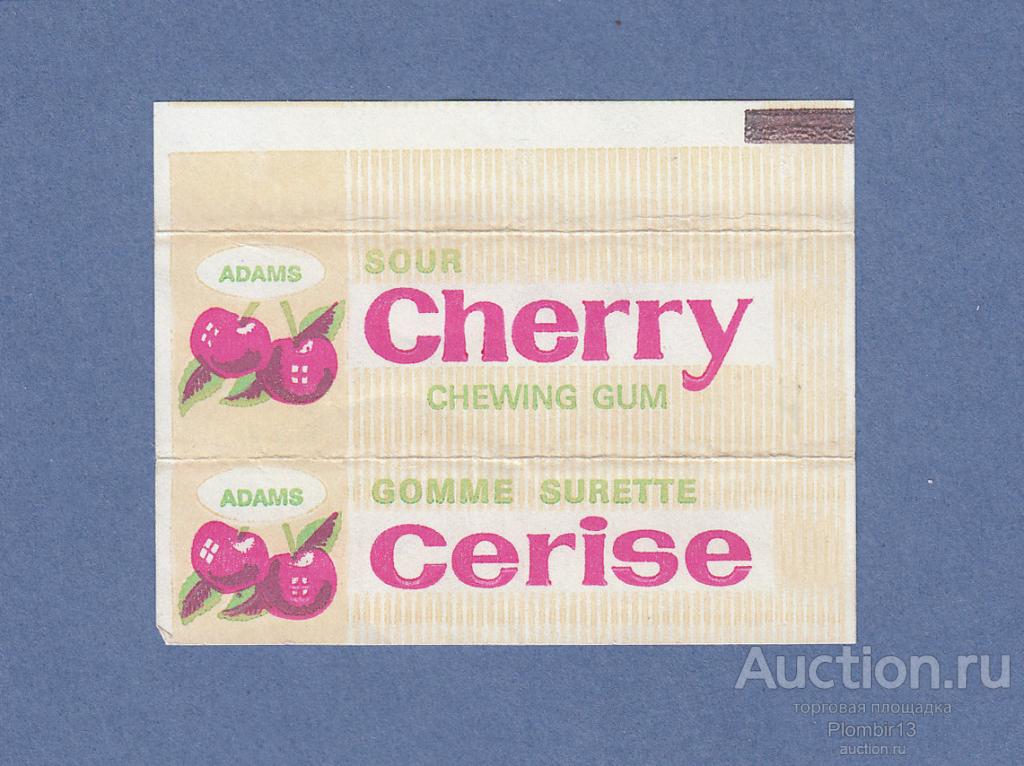 ADAMS
SOUR
Cherry
CHEWING GUM
ADAMS
GOMME SURETTE
Cerise
Auction.ru
торговая площадка
Plombir13
auction.ru